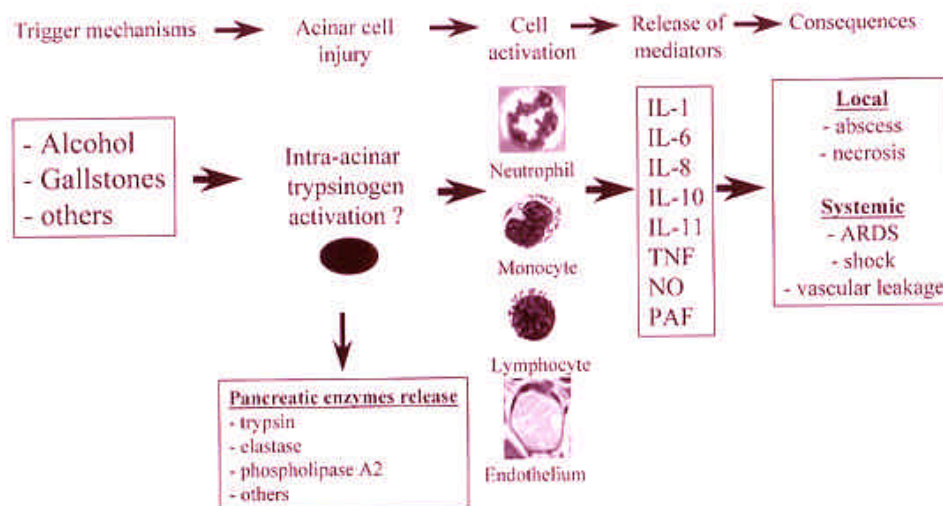 Trigger mechanisms
Acinar cell
injury
Cell
activation
Release of
mediators
Consequences
- Alcohol
- Gallstones
- others
Intra-acinar
trypsinogen
activation ?
Pancreatic enzymes release
- trypsin
- elastase
- phospholipase A2
- others
Neutrophil
Monocyte
Lymphocyte
Endothelium
IL-1
IL-6
IL-8
IL-10
IL-11
TNF
NO
PAF
Local
- abscess
- necrosis
Systemic
- ARDS
- shock
- vascular leakage